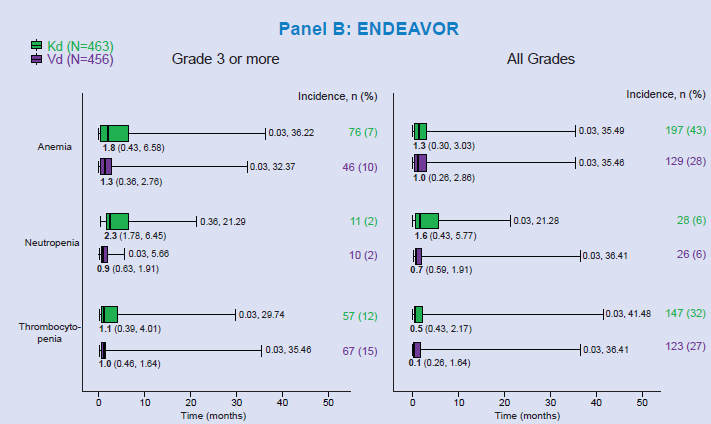 Panel B: ENDEAVOR
Kd (N=463)
Vd (N=456)
Grade 3 or more
All Grades
Incidence, n (%)
Incidence, n (%)
Anemia
0.03, 36.22
76 (7)
1.8 (0.43, 6.58)
0.03, 32.37
46 (10)
1.3 (0.36, 2.76)
0.03, 35.49
197 (43)
1.3 (0.30, 3.03)
0.03, 35.46
129 (28)
1.0 (0.26, 2.86)
Neutropenia
0.36, 21.29
11 (2)
2.3 (1.78, 6.45)
0.03, 5.66
10 (2)
0.9 (0.63, 1.91)
0.03, 21.28
28 (6)
1.6 (0.43, 5.77)
0.03, 36.41
26 (6)
0.7 (0.59, 1.91)
Thrombocyto-
penia
0.03, 29.74
57 (12)
1.1 (0.39, 4.01)
0.03, 35.46
67 (15)
1.0 (0.46, 1.64)
0.03, 41.48
147 (32)
0.5 (0.43, 2.17)
0.03, 36.41
123 (27)
0.1 (0.26, 1.64)
0 10 20 30 40 50
Time (months)
0 10 20 30 40 50
Time (months)